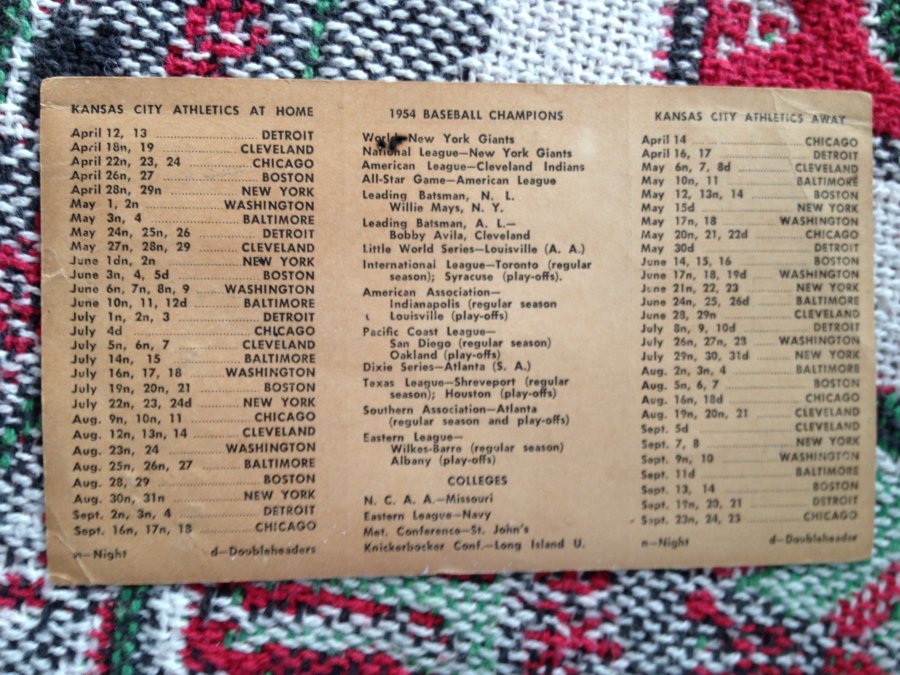 KANSAS CITY ATHLETICS AT HOME
April 12, 13 DETROIT
April 18n, 19 CLEVELAND
April 22n, 23, 24 CHICAGO
April 26n, 27 BOSTON
April 28n, 29n NEW YORK
May 1, 2n WASHINGTON
May 3n, 4 BALTIMORE
May 24n, 25n, 26 DETROIT
May 27n, 28n, 29 CLEVELAND
June 1dn, 2n NEW YORK
June 3n, 4, 5d BOSTON
June 6n, 7n, 8n, 9 WASHINGTON
June 10n, 11, 12d BALTIMORE
July 1n, 2n, 3 DETROIT
July 4d CHICAGO
July 5n, 6n, 7 CLEVELAND
July 14n, 15 BALTIMORE
July 16n, 17, 18 WASHINGTON
July 19n, 20n, 21 BOSTON
July 22n, 23, 24d NEW YORK
Aug. 9n, 10n, 11 CHICAGO
Aug. 12n, 13n, 14 CLEVELAND
Aug. 23n, 24 WASHINGTON
Aug. 25n, 26n, 27 BALTIMORE
Aug. 28, 29 BOSTON
Aug. 30n, 31n NEW YORK
Sept. 2n, 3n, 4 DETROIT
Sept. 16n, 17n, 18 CHICAGO
n—Night d—Doubleheaders
1954 BASEBALL CHAMPIONS
World—New York Giants
National League—New York Giants
American League—Cleveland Indians
All-Star Game—American League
Leading Batsman, N. L.
Willie Mays, N. Y.
Leading Batsman, A. L.—
Bobby Avila, Cleveland
Little World Series—Louisville (A. A.)
International League—Toronto (regular
season); Syracuse (play-offs).
American Association—
Indianapolis (regular season
Louisville (play-offs)
Pacific Coast League—
San Diego (regular season)
Oakland (play-offs)
Dixie Series—Atlanta (S. A.)
Texas League—Shreveport (regular
season); Houston (play-offs)
Southern Association—Atlanta
(regular season and play-offs)
Eastern League—
Wilkes-Barre (regular season)
Albany (play-offs)
COLLEGES
N. C. A. A.—Missouri
Eastern League—Navy
Met. Conference—St. John's
Knickerbocker Conf.—Long Island U.
KANSAS CITY ATHLETICS AWAY
April 14 CHICAGO
April 16, 17 DETROIT
May 6n, 7, 8d CLEVELAND
May 10n, 11 BALTIMORE
May 12, 13n, 14 BOSTON
May 15d NEW YORK
May 17n, 18 WASHINGTON
May 20n, 21, 22d CHICAGO
May 30d DETROIT
June 14, 15, 16 BOSTON
June 17n, 18, 19d WASHINGTON
June 21n, 22, 23 NEW YORK
June 24n, 25, 26d BALTIMORE
June 28, 29n CLEVELAND
July 8n, 9, 10d DETROIT
July 26n, 27n, 23 WASHINGTON
July 29n, 30, 31d NEW YORK
Aug. 2n, 3n, 4 BALTIMORE
Aug. 5n, 6, 7 BOSTON
Aug. 16n, 18d CHICAGO
Aug. 19n, 20n, 21 CLEVELAND
Sept. 5d CLEVELAND
Sept. 7, 8 NEW YORK
Sept. 9n, 10 WASHINGTON
Sept. 11d BALTIMORE
Sept. 13, 14 BOSTON
Sept. 19n, 20, 21 DETROIT
Sept. 23n, 24, 25 CHICAGO
n—Night d—Doubleheader